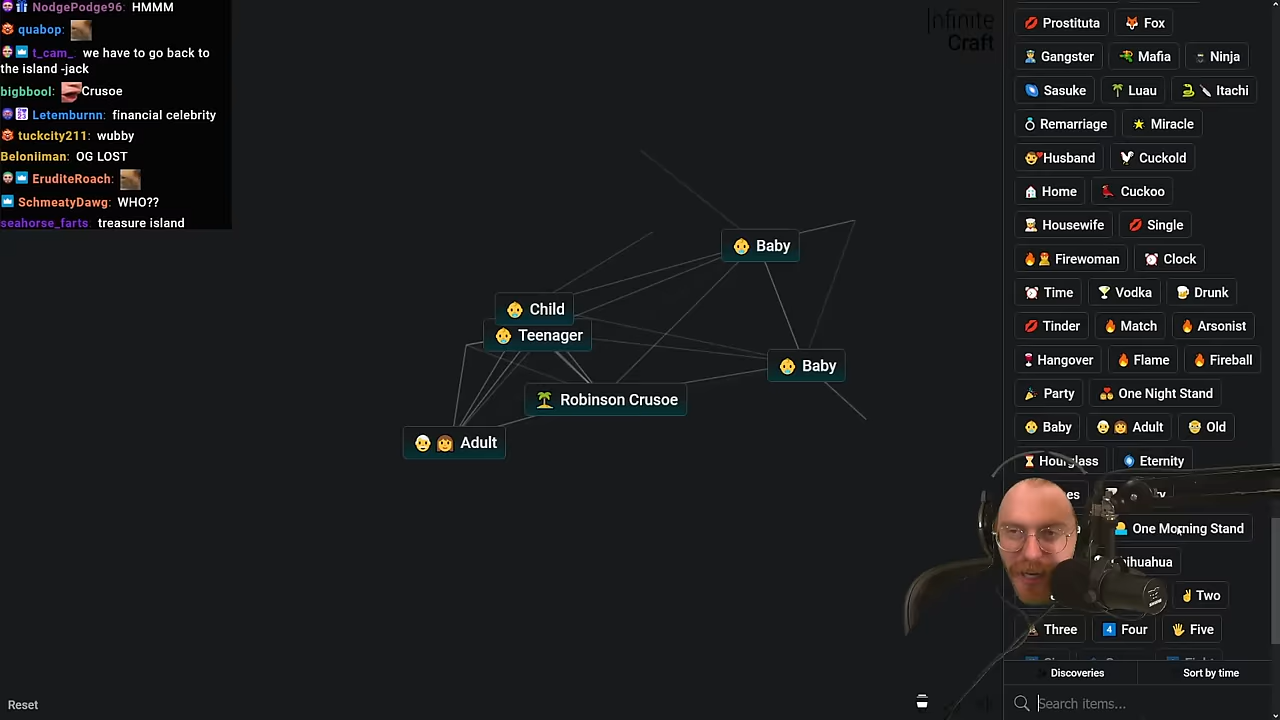 NodgePodge96: HMMM
quabop:
t_cam_: we have to go back to
the island -jack
bigbbool: Crusoe
Letemburnn: financial celebrity
tuckcity211: wubby
Beloniiman: OG LOST
EruditeRoach:
SchmeatyDawg: WHO??
seahorse_farts: treasure island
Infinite
Craft
Baby
Child
Teenager
Baby
Robinson Crusoe
Adult
Reset
Prostituta Fox
Gangster Mafia Ninja
Sasuke Luau Itachi
Remarriage Miracle
Husband Cuckold
Home Cuckoo
Housewife Single
Firewoman Clock
Time Vodka Drunk
Tinder Match Arsonist
Hangover Flame Fireball
Party One Night Stand
Baby Adult Old
Hourglass Eternity
One Morning Stand
Two
Three 4 Four Five
Discoveries Sort by time
Search items...